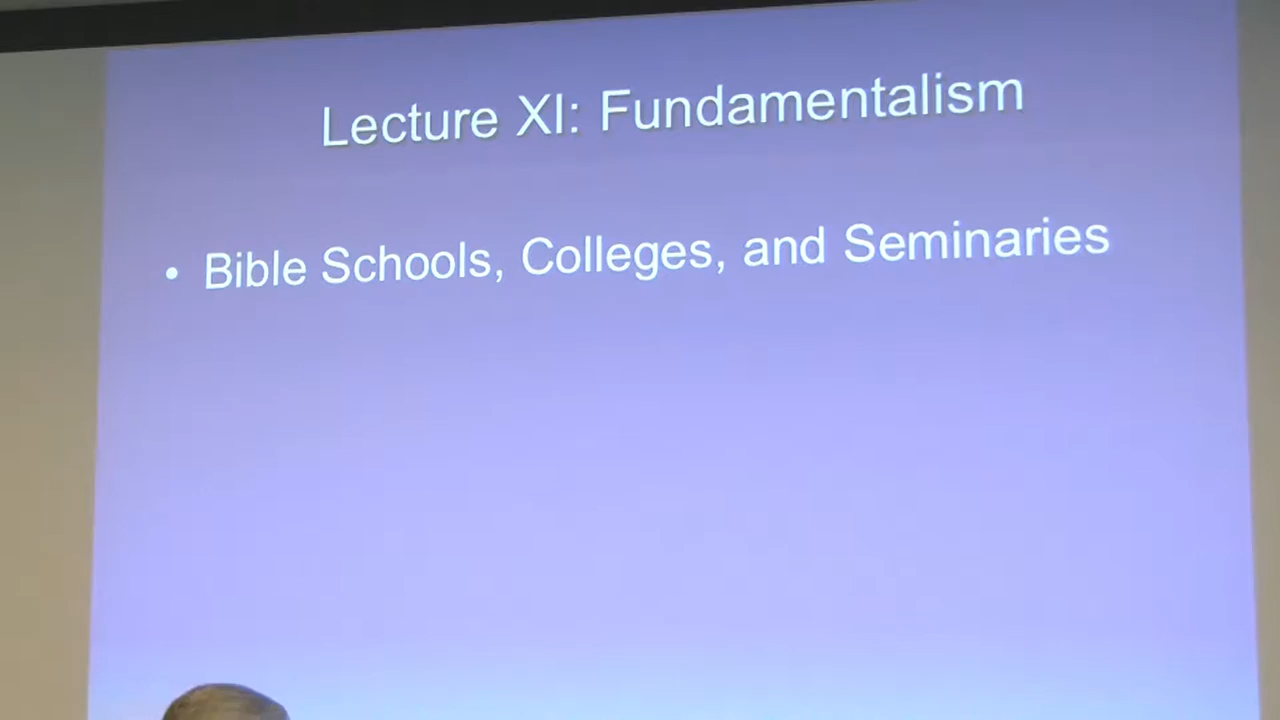 Lecture XI: Fundamentalism
• Bible Schools, Colleges, and Seminaries